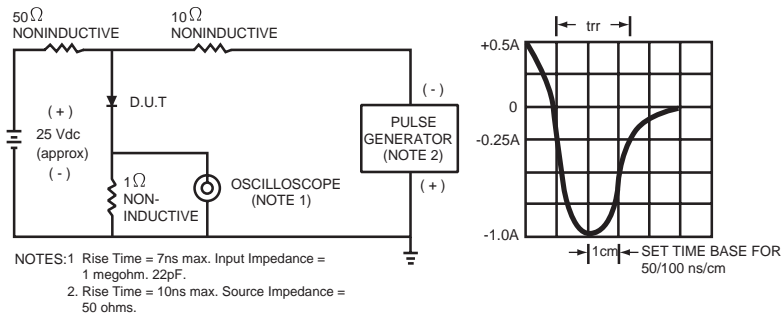 50Ω
NONINDUCTIVE
10Ω
NONINDUCTIVE
(+)
25 Vdc
(approx)
(-)
D.U.T
1Ω
NON-
INDUCTIVE
OSCILLOSCOPE
(NOTE 1)
(-)
PULSE
GENERATOR
(NOTE 2)
(+)
NOTES:1 Rise Time = 7ns max. Input Impedance =
1 megohm. 22pF.
2. Rise Time = 10ns max. Source Impedance =
50 ohms.
trr
+0.5A
0
-0.25A
-1.0A
1cm
SET TIME BASE FOR
50/100 ns/cm